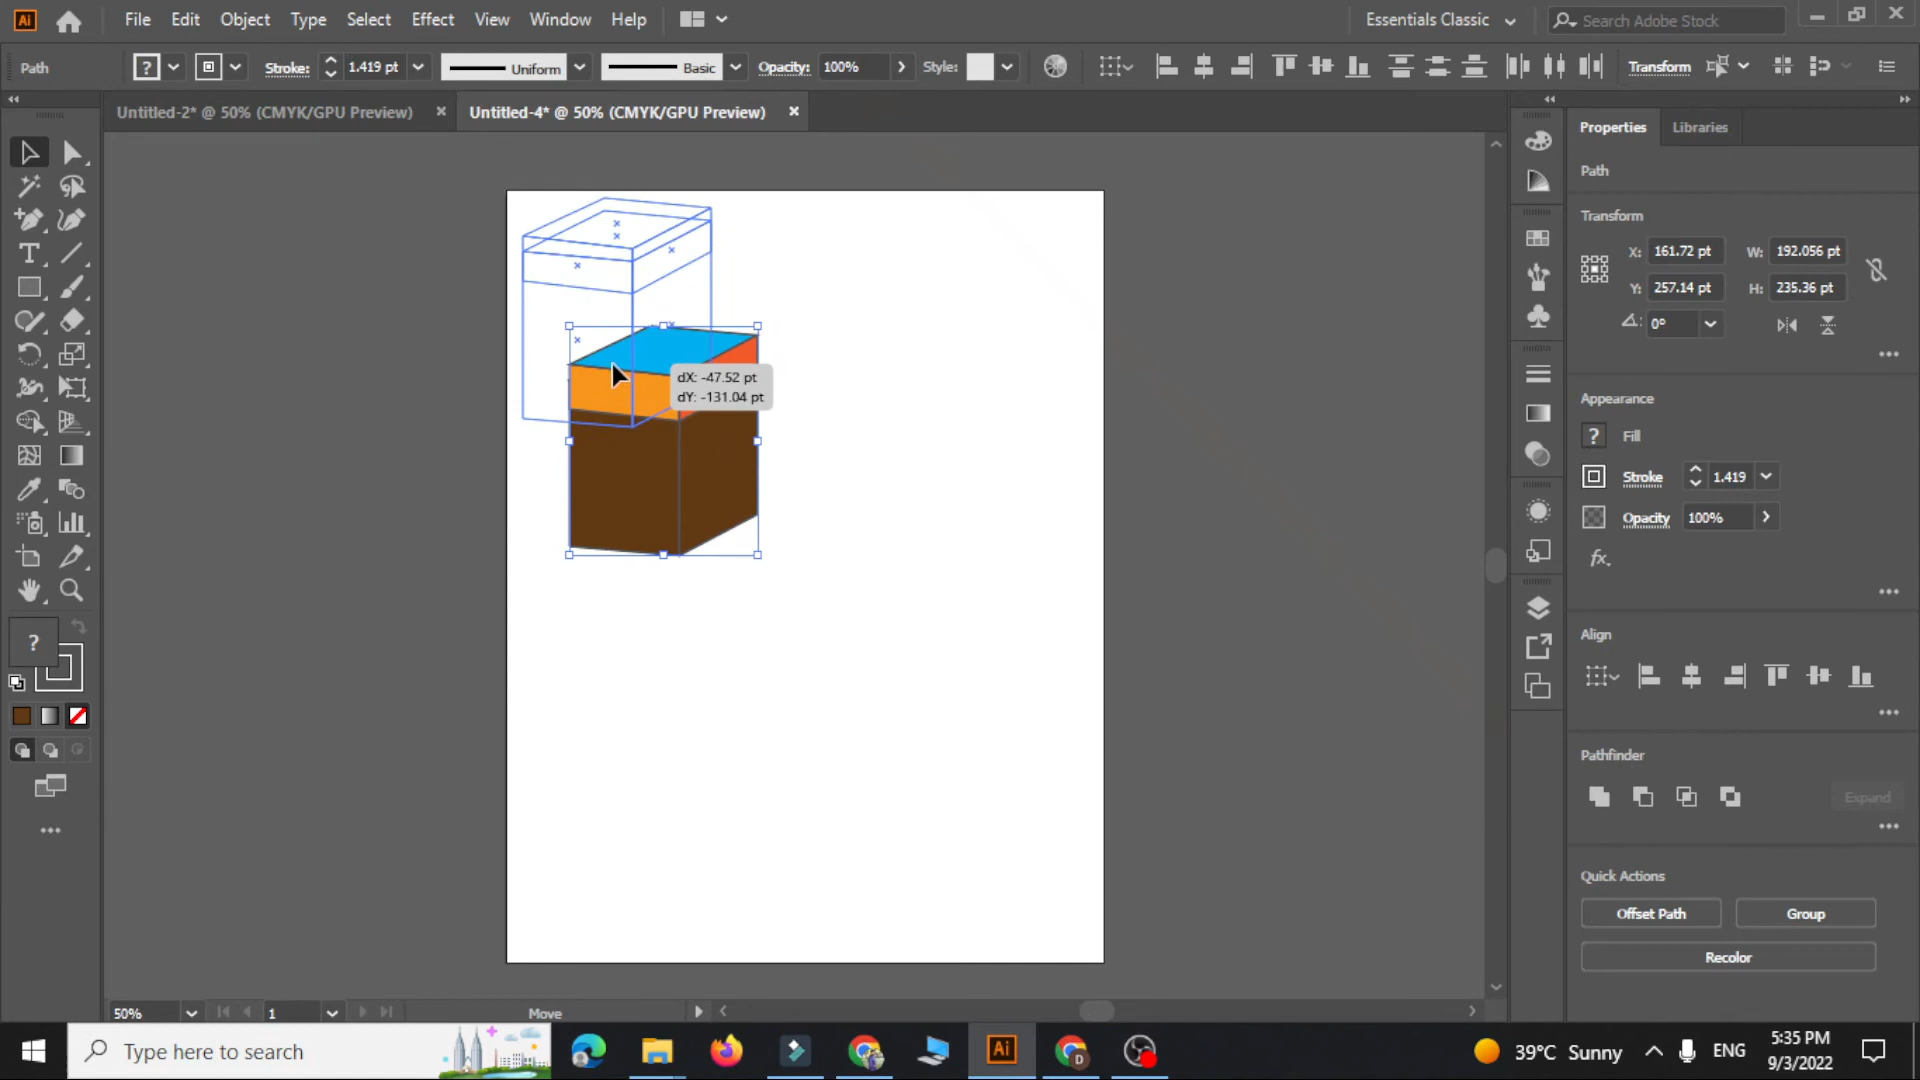 Ai File Edit Object Type Select Effect View Window Help Essentials Classic Search Adobe Stock
Path ? Stroke: 1.419 pt Uniform Basic Opacity: 100% Style: Transform
Untitled-2* @ 50% (CMYK/GPU Preview) × Untitled-4* @ 50% (CMYK/GPU Preview) ×
Properties Libraries
Path
Transform
X: 161.72 pt W: 192.056 pt
Y: 257.14 pt H: 235.36 pt
0°
dX: -47.52 pt
dY: -131.04 pt
Appearance
? Fill
Stroke 1.419
Opacity 100%
fx.
?
Align
Pathfinder
Expand
Quick Actions
Offset Path Group
Recolor
50% 1 Move
Type here to search Ai D 39°C Sunny ENG 5:35 PM
9/3/2022